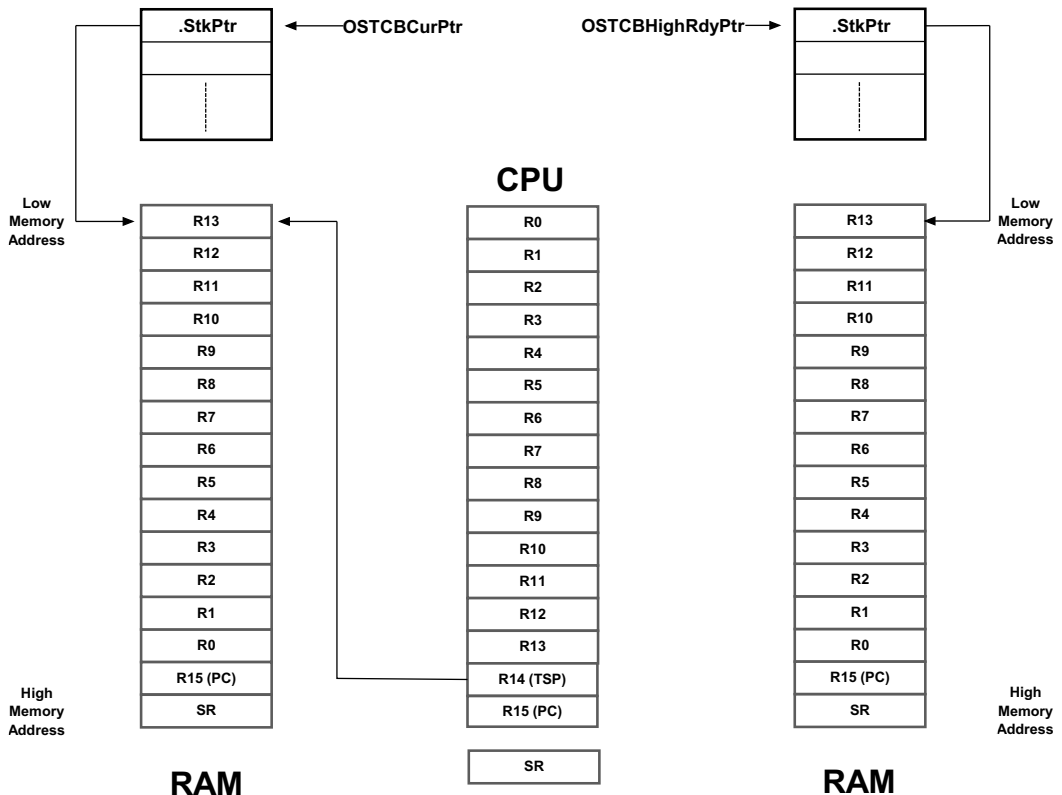 .StkPtr
OSTCBCurPtr
OSTCBHighRdyPtr
.StkPtr
CPU
Low
Memory
Address
R13
R12
R11
R10
R9
R8
R7
R6
R5
R4
R3
R2
R1
R0
R15 (PC)
SR
High
Memory
Address
RAM
R0
R1
R2
R3
R4
R5
R6
R7
R8
R9
R10
R11
R12
R13
R14 (TSP)
R15 (PC)
SR
R13
R12
R11
R10
R9
R8
R7
R6
R5
R4
R3
R2
R1
R0
R15 (PC)
SR
RAM
Low
Memory
Address
High
Memory
Address